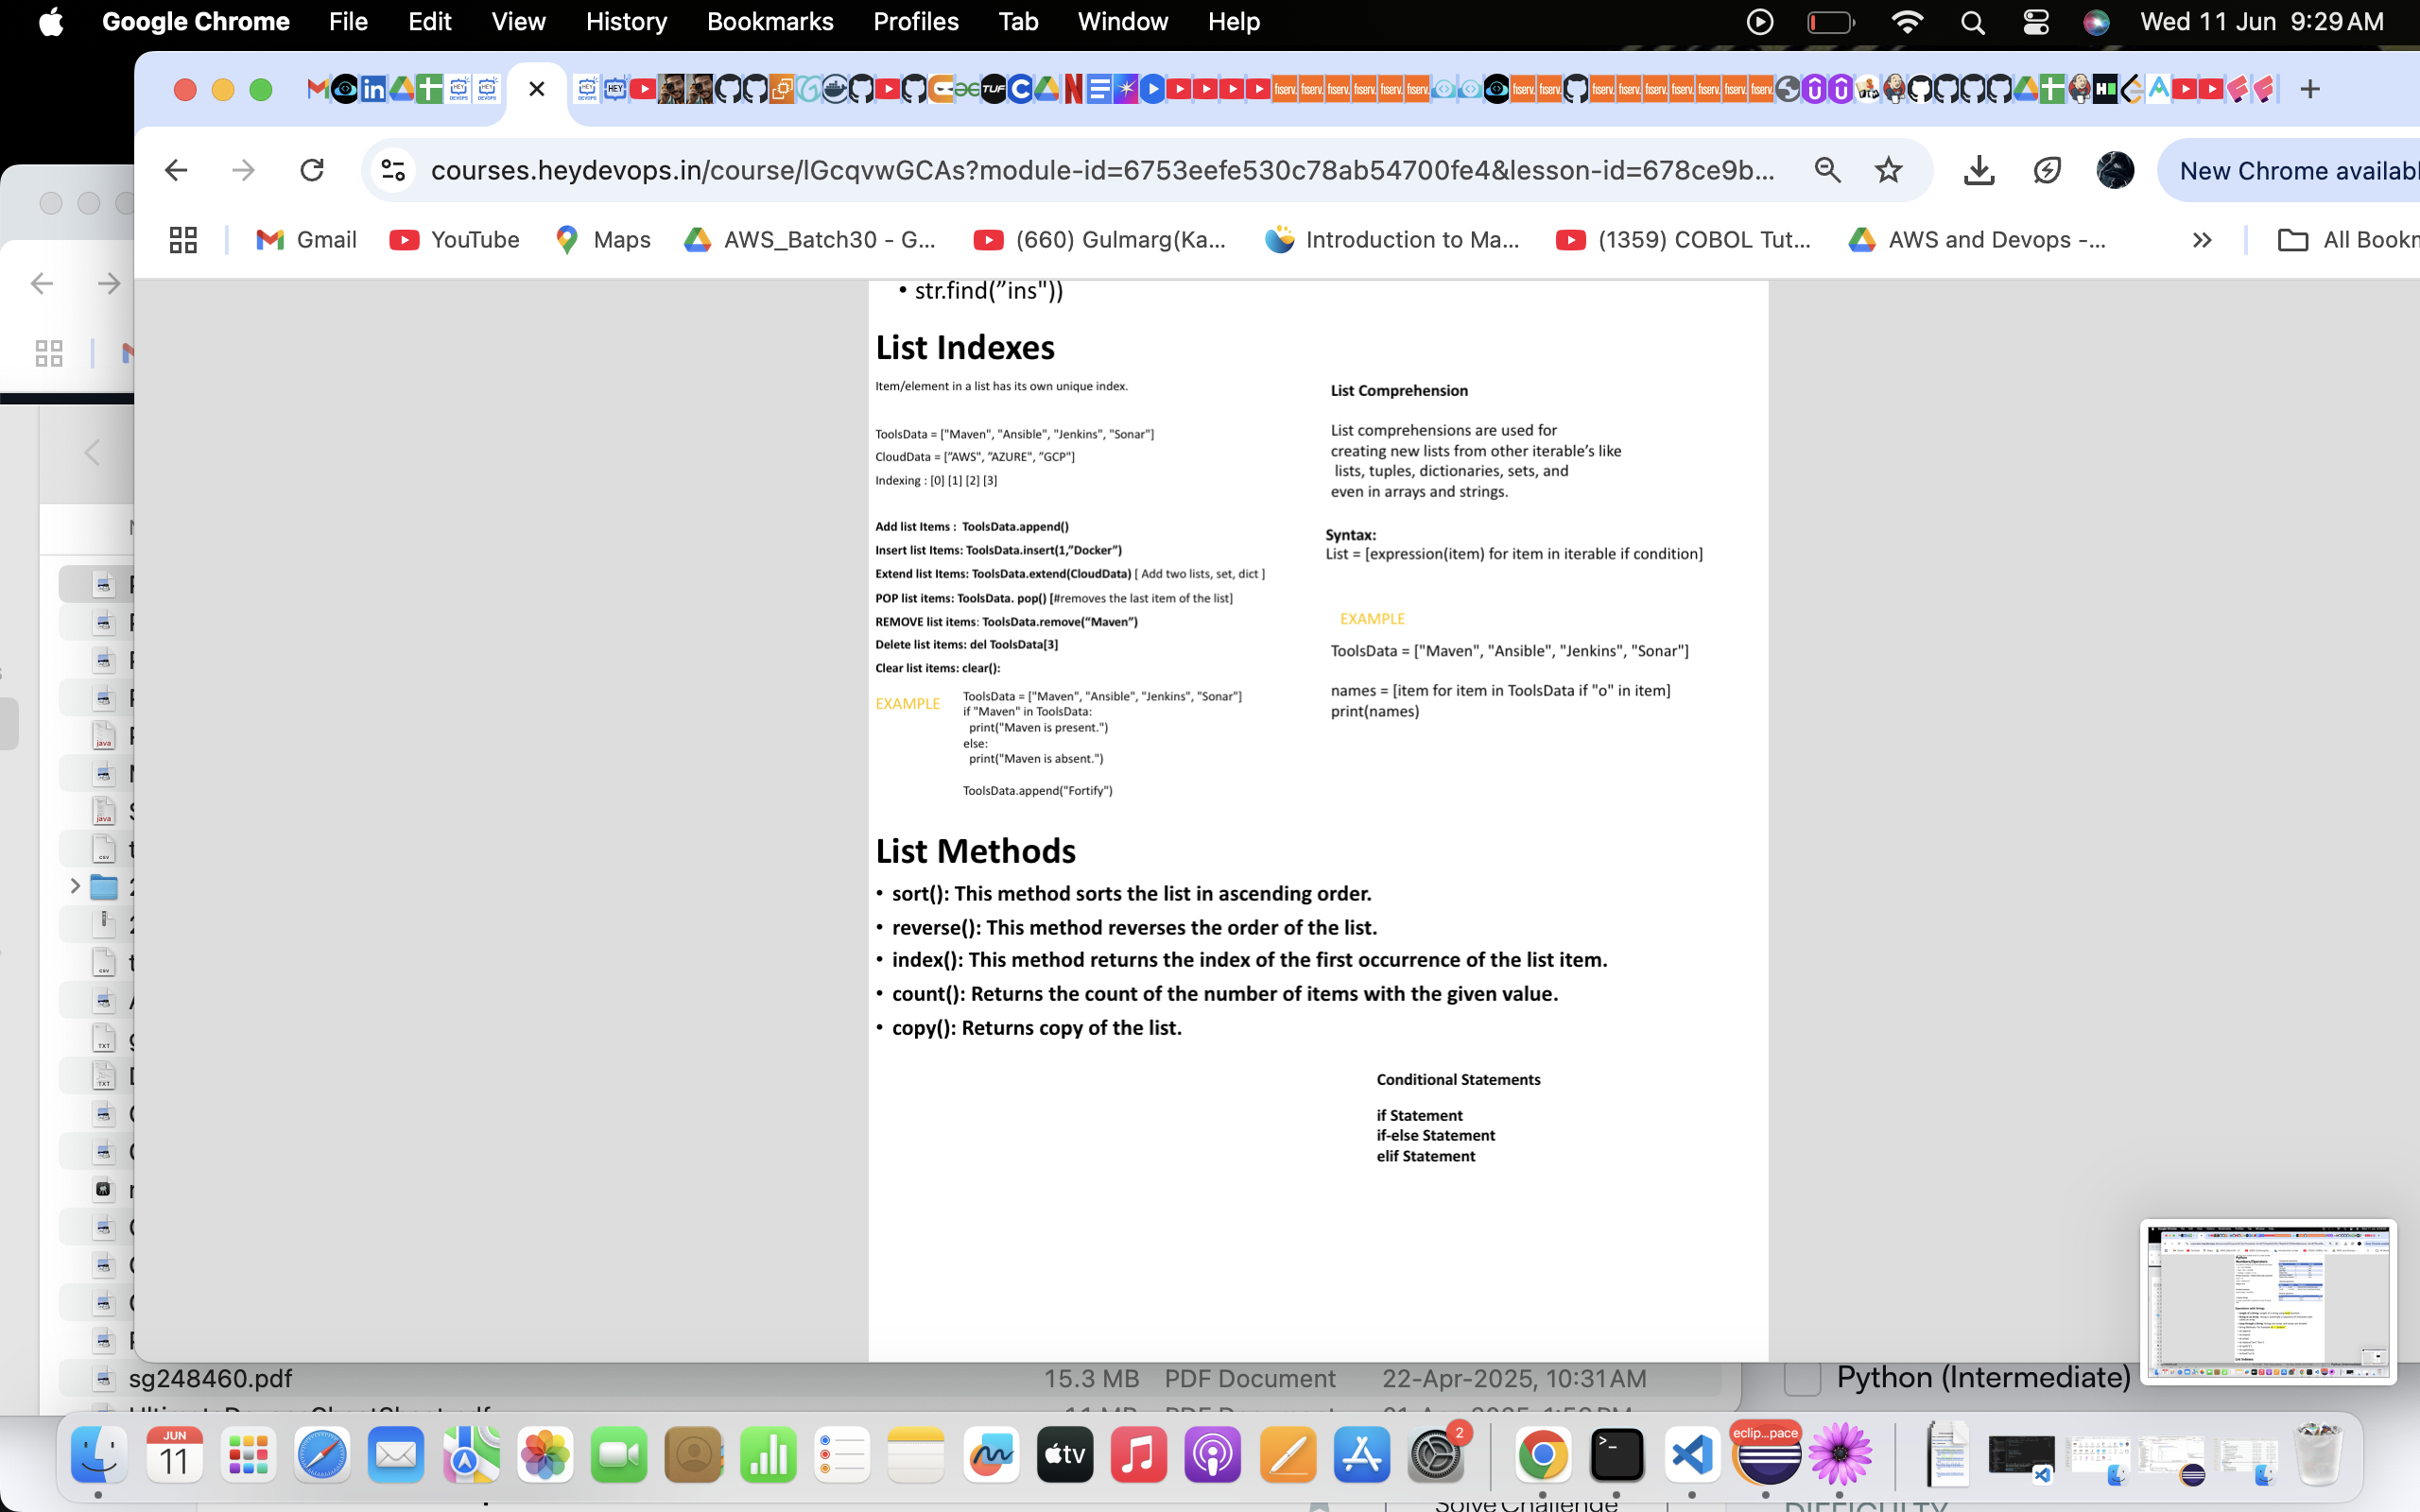 Google Chrome File Edit View History Bookmarks Profiles Tab Window Help Wed 11 Jun 9:29 AM
courses.heydevops.in/course/lGcqvwGCAs?module-id=6753eefe530c78ab54700fe4&lesson-id=678ce9b...
New Chrome availabl
Gmail YouTube Maps AWS_Batch30 - G... (660) Gulmarg(Ka... Introduction to Ma... (1359) COBOL Tut... AWS and Devops -... » All Bookm
• str.find(”ins"))
List Indexes
Item/element in a list has its own unique index.
ToolsData = ["Maven", "Ansible", "Jenkins", "Sonar"]
CloudData = [”AWS", ”AZURE", ”GCP"]
Indexing : [0] [1] [2] [3]
Add list Items : ToolsData.append()
Insert list Items: ToolsData.insert(1,”Docker”)
Extend list Items: ToolsData.extend(CloudData) [ Add two lists, set, dict ]
POP list items: ToolsData. pop() [#removes the last item of the list]
REMOVE list items: ToolsData.remove(“Maven”)
Delete list items: del ToolsData[3]
Clear list items: clear():
EXAMPLE
ToolsData = ["Maven", "Ansible", "Jenkins", "Sonar"]
if "Maven" in ToolsData:
print("Maven is present.")
else:
print("Maven is absent.")
ToolsData.append("Fortify")
List Comprehension
List comprehensions are used for
creating new lists from other iterable’s like
lists, tuples, dictionaries, sets, and
even in arrays and strings.
Syntax:
List = [expression(item) for item in iterable if condition]
EXAMPLE
ToolsData = ["Maven", "Ansible", "Jenkins", "Sonar"]
names = [item for item in ToolsData if "o" in item]
print(names)
List Methods
• sort(): This method sorts the list in ascending order.
• reverse(): This method reverses the order of the list.
• index(): This method returns the index of the first occurrence of the list item.
• count(): Returns the count of the number of items with the given value.
• copy(): Returns copy of the list.
Conditional Statements
if Statement
if-else Statement
elif Statement
sg248460.pdf 15.3 MB PDF Document 22-Apr-2025, 10:31 AM
Python (Intermediate)
JUN
11
tv
2
eclip...pace